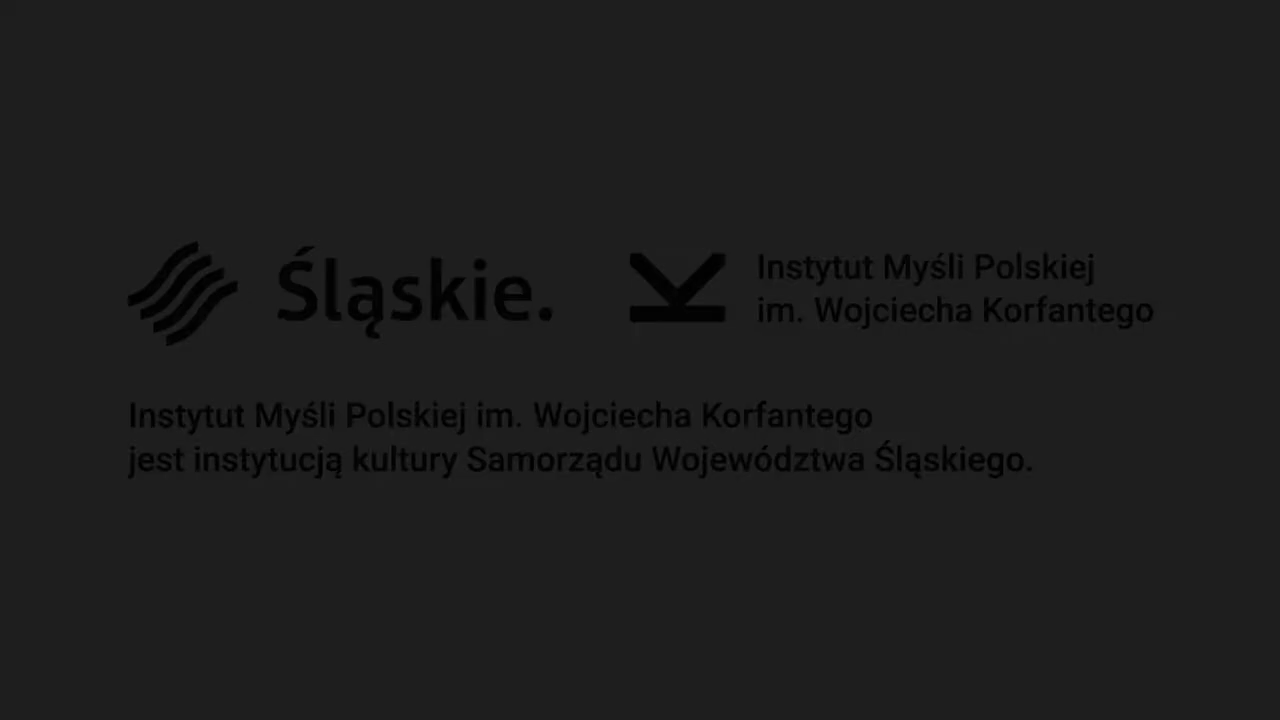 Śląskie.
Instytut Myśli Polskiej
im. Wojciecha Korfantego
Instytut Myśli Polskiej im. Wojciecha Korfantego
jest instytucją kultury Samorządu Województwa Śląskiego.